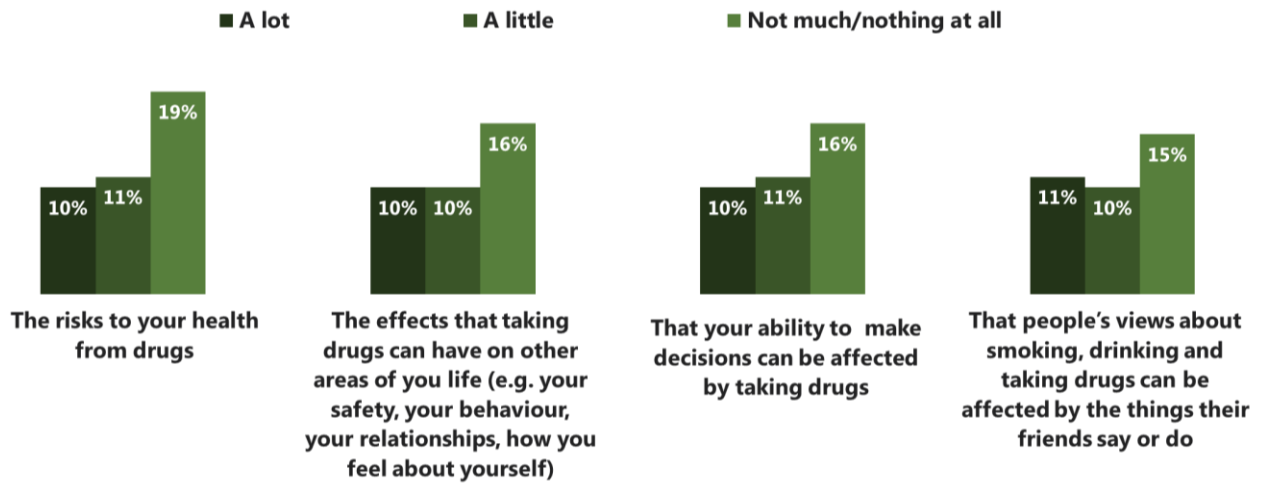 A lot
A little
Not much/nothing at all
10%
11%
19%
10%
10%
16%
10%
11%
16%
11%
10%
15%
The risks to your health
from drugs
The effects that taking
drugs can have on other
areas of you life (e.g. your
safety, your behaviour,
your relationships, how you
feel about yourself)
That your ability to make
decisions can be affected
by taking drugs
That people’s views about
smoking, drinking and
taking drugs can be
affected by the things their
friends say or do